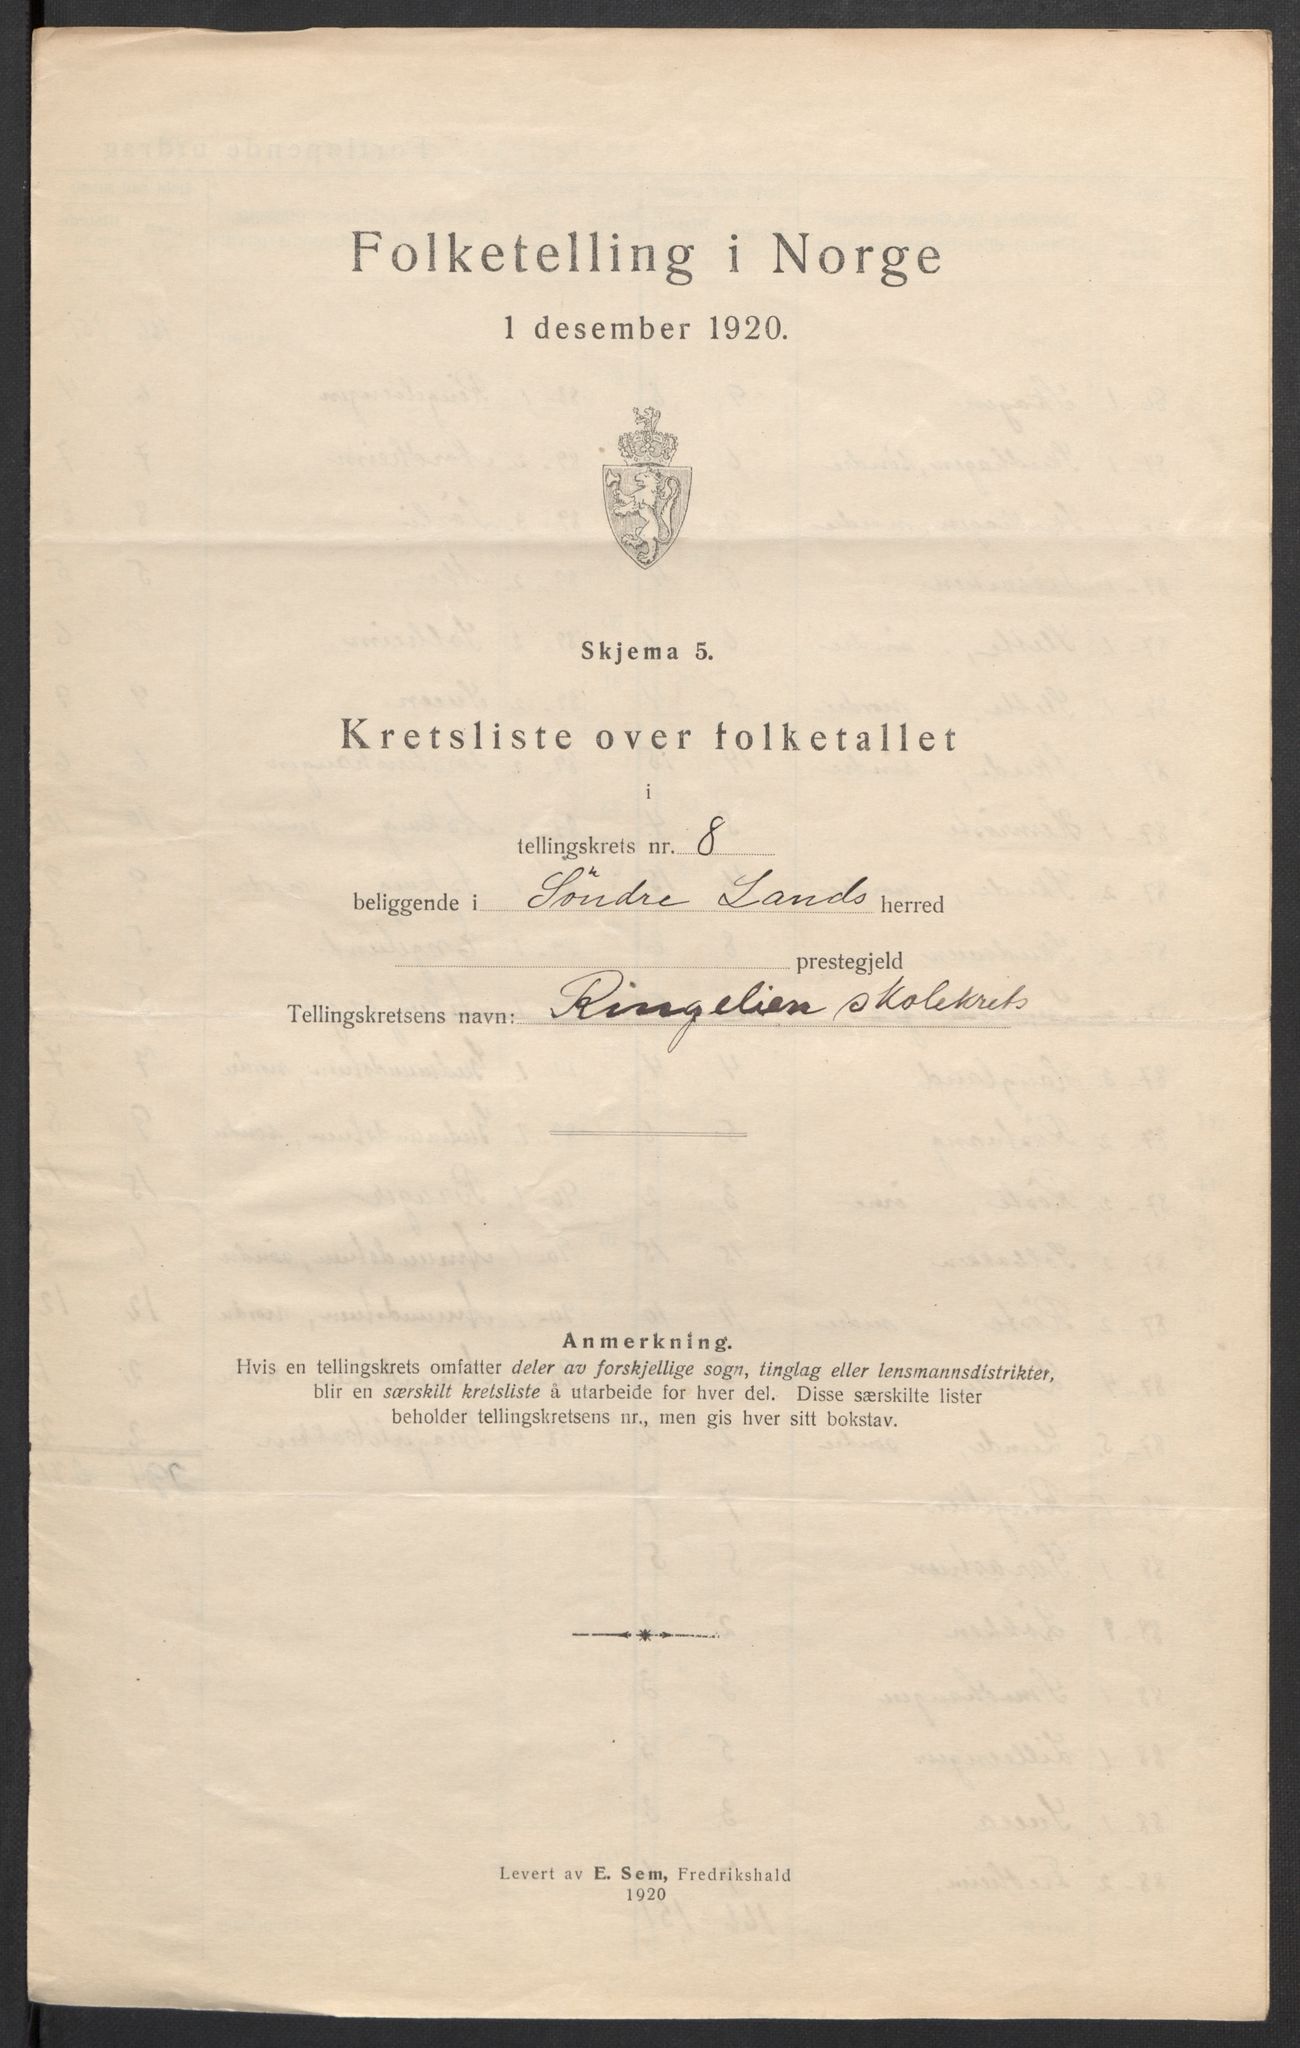 Folketelling i Norge
1 desember 1920.
Skjema 5.
Kretsliste over folketallet
i
tellingskrets nr. 8
beliggende i Söndre Lands herred
prestegjeld
Tellingskretsens navn: Ringelien skolekrets
Anmerkning.
Hvis en tellingskrets omfatter deler av forskjellige sogn, tinglag eller lensmannsdistrikter,
blir en særskilt kretsliste å utarbeide for hver del. Disse særskilte lister
beholder tellingskretsens nr., men gis hver sitt bokstav.
Levert av E. Sem, Fredrikshald
1920